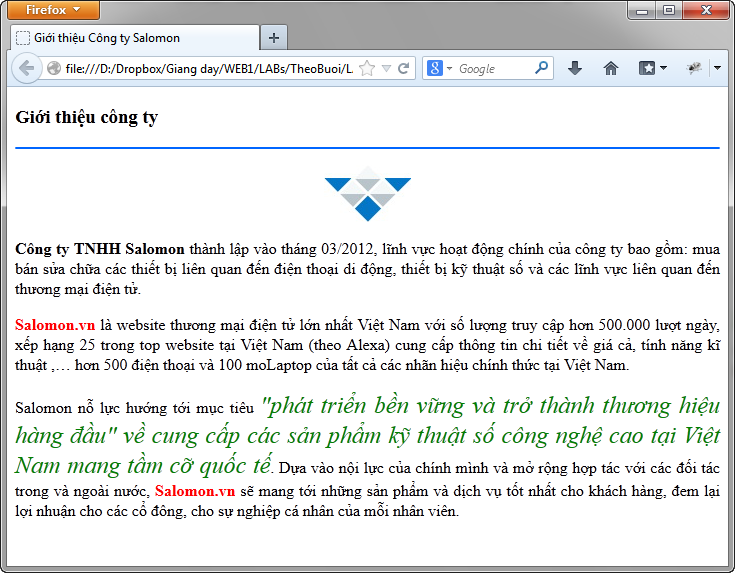 Firefox
Giới thiệu Công ty Salomon
file:///D:/Dropbox/Giang day/WEB1/LABs/TheoBuoi/L
8
Google
Giới thiệu công ty
Công ty TNHH Salomon thành lập vào tháng 03/2012, lĩnh vực hoạt động chính của công ty bao gồm: mua
bán sửa chữa các thiết bị liên quan đến điện thoại di động, thiết bị kỹ thuật số và các lĩnh vực liên quan đến
thương mại điện tử.
Salomon.vn là website thương mại điện tử lớn nhất Việt Nam với số lượng truy cập hơn 500.000 lượt ngày,
xếp hạng 25 trong top website tại Việt Nam (theo Alexa) cung cấp thông tin chi tiết về giá cả, tính năng kĩ
thuật ,… hơn 500 điện thoại và 100 moLaptop của tất cả các nhãn hiệu chính thức tại Việt Nam.
Salomon nỗ lực hướng tới mục tiêu "phát triển bền vững và trở thành thương hiệu
hàng đầu" về cung cấp các sản phẩm kỹ thuật số công nghệ cao tại Việt
Nam mang tầm cỡ quốc tế. Dựa vào nội lực của chính mình và mở rộng hợp tác với các đối tác
trong và ngoài nước, Salomon.vn sẽ mang tới những sản phẩm và dịch vụ tốt nhất cho khách hàng, đem lại
lợi nhuận cho các cổ đông, cho sự nghiệp cá nhân của mỗi nhân viên.